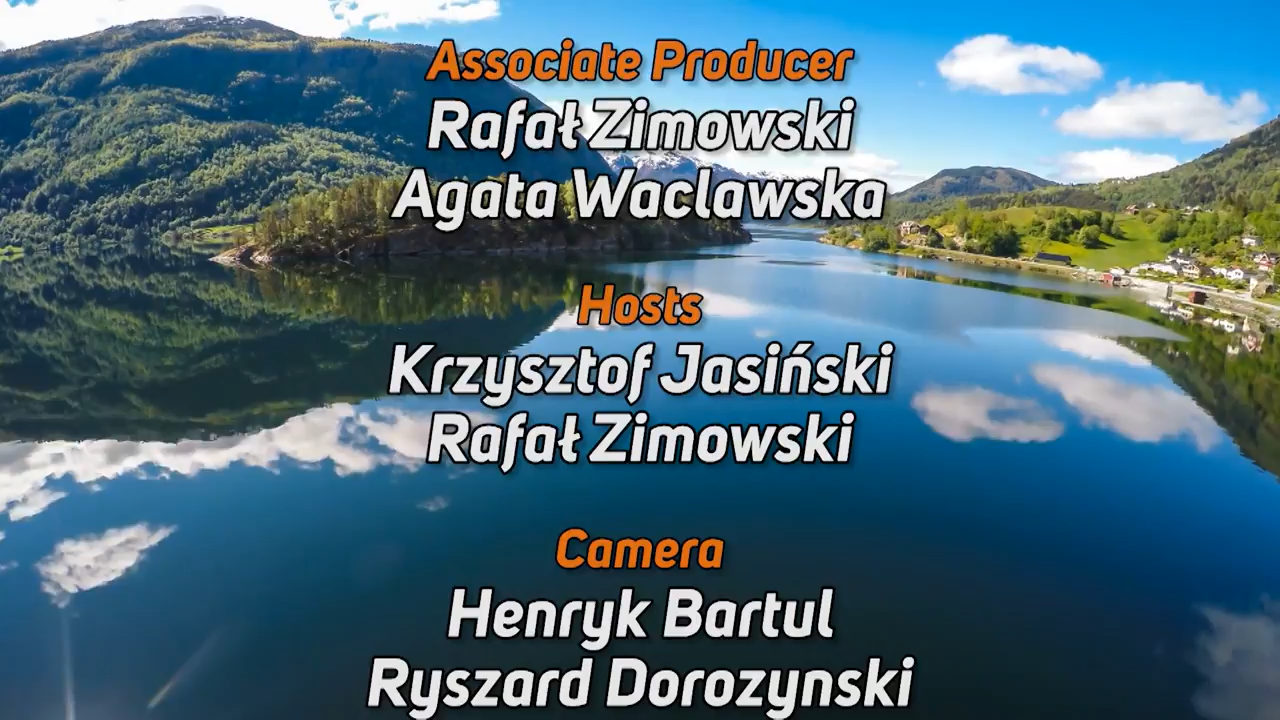 Associate Producer
Rafał Zimowski
Agata Waclawska
Hosts
Krzysztof Jasiński
Rafał Zimowski
Camera
Henryk Bartul
Ryszard Dorozynski